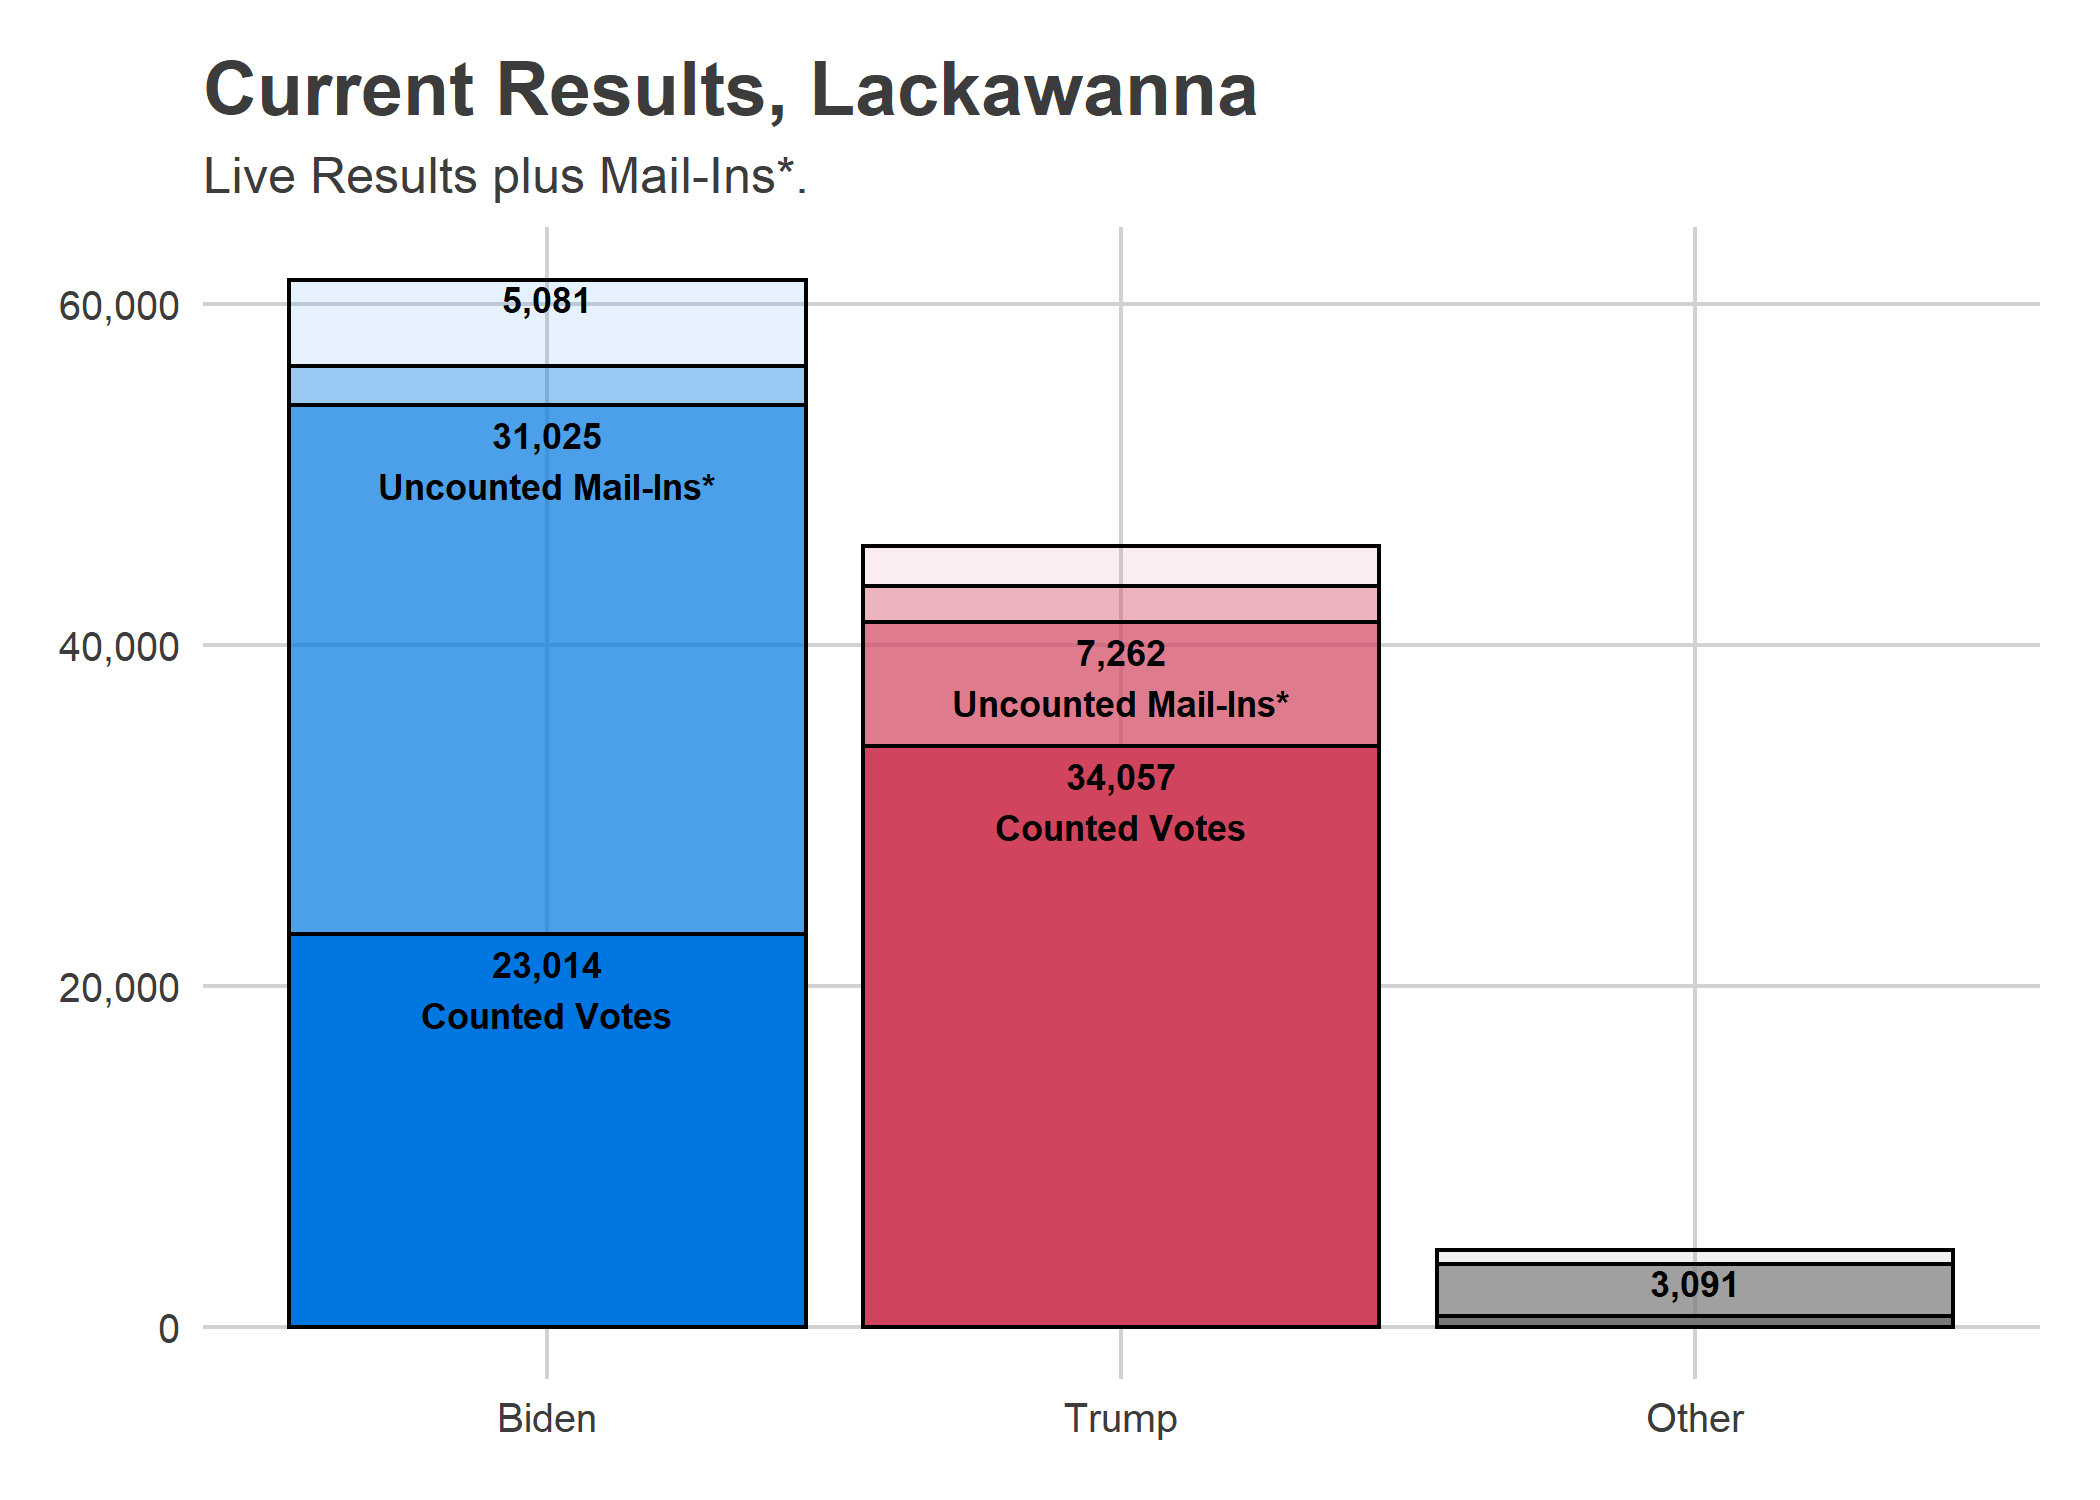 Current Results, Lackawanna
Live Results plus Mail-Ins*.
60,000
40,000
20,000
0
5,081
31,025
Uncounted Mail-Ins*
23,014
Counted Votes
7,262
Uncounted Mail-Ins*
34,057
Counted Votes
3,091
Biden
Trump
Other